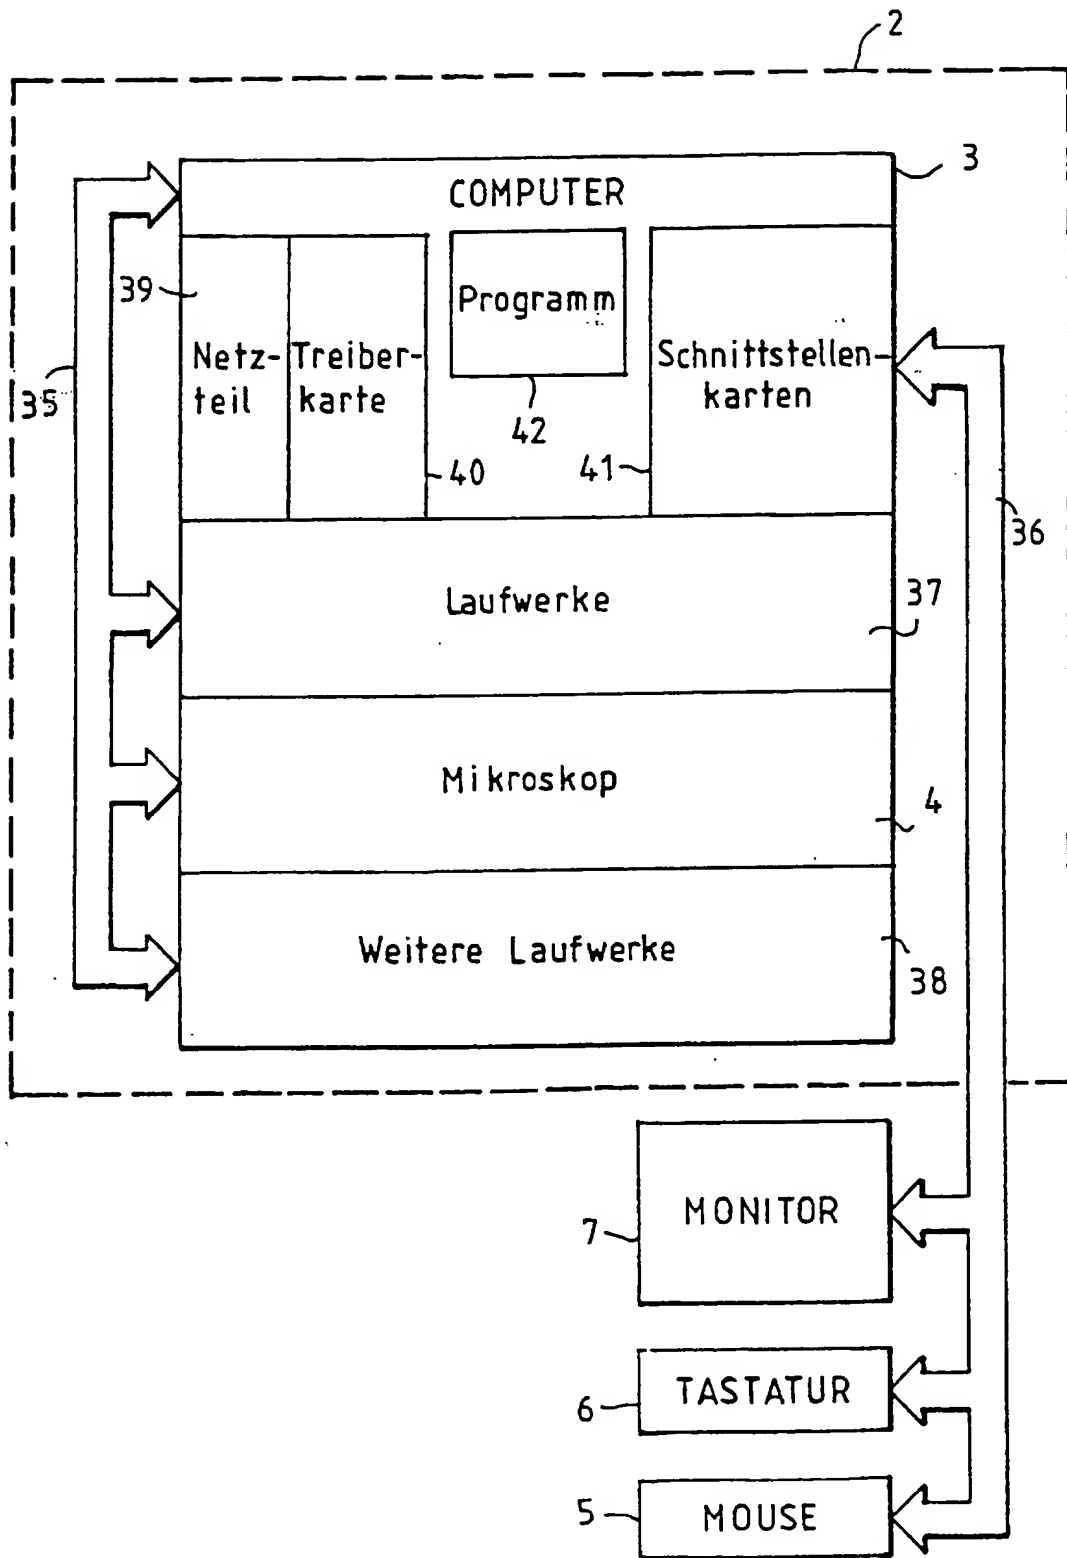 2
3
COMPUTER
39
Programm
Netz-
teil
Treiber-
karte
Schnittstellen-
karten
35
42
40
41
36
Laufwerke
37
Mikroskop
4
Weitere Laufwerke
38
MONITOR
7
TASTATUR
6
MOUSE
5